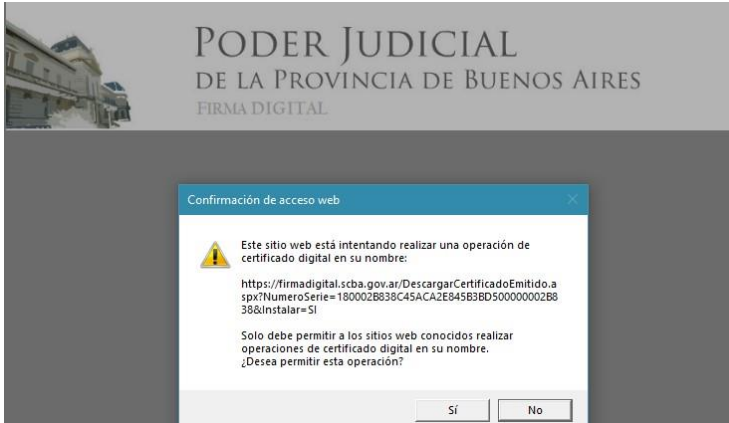 PODER JUDICIAL
DE LA PROVINCIA DE BUENOS AIRES
FIRMA DIGITAL
Confirmación de acceso web
Este sitio web está intentando realizar una operación de
certificado digital en su nombre:
https://firmadigital.scba.gov.ar/DescargarCertificadoEmitido.a
spx?NumeroSerie=180002B838C45ACA2E845B3BD500000002B8
38&Instalar=SI
Solo debe permitir a los sitios web conocidos realizar
operaciones de certificado digital en su nombre.
¿Desea permitir esta operación?
Sí
No